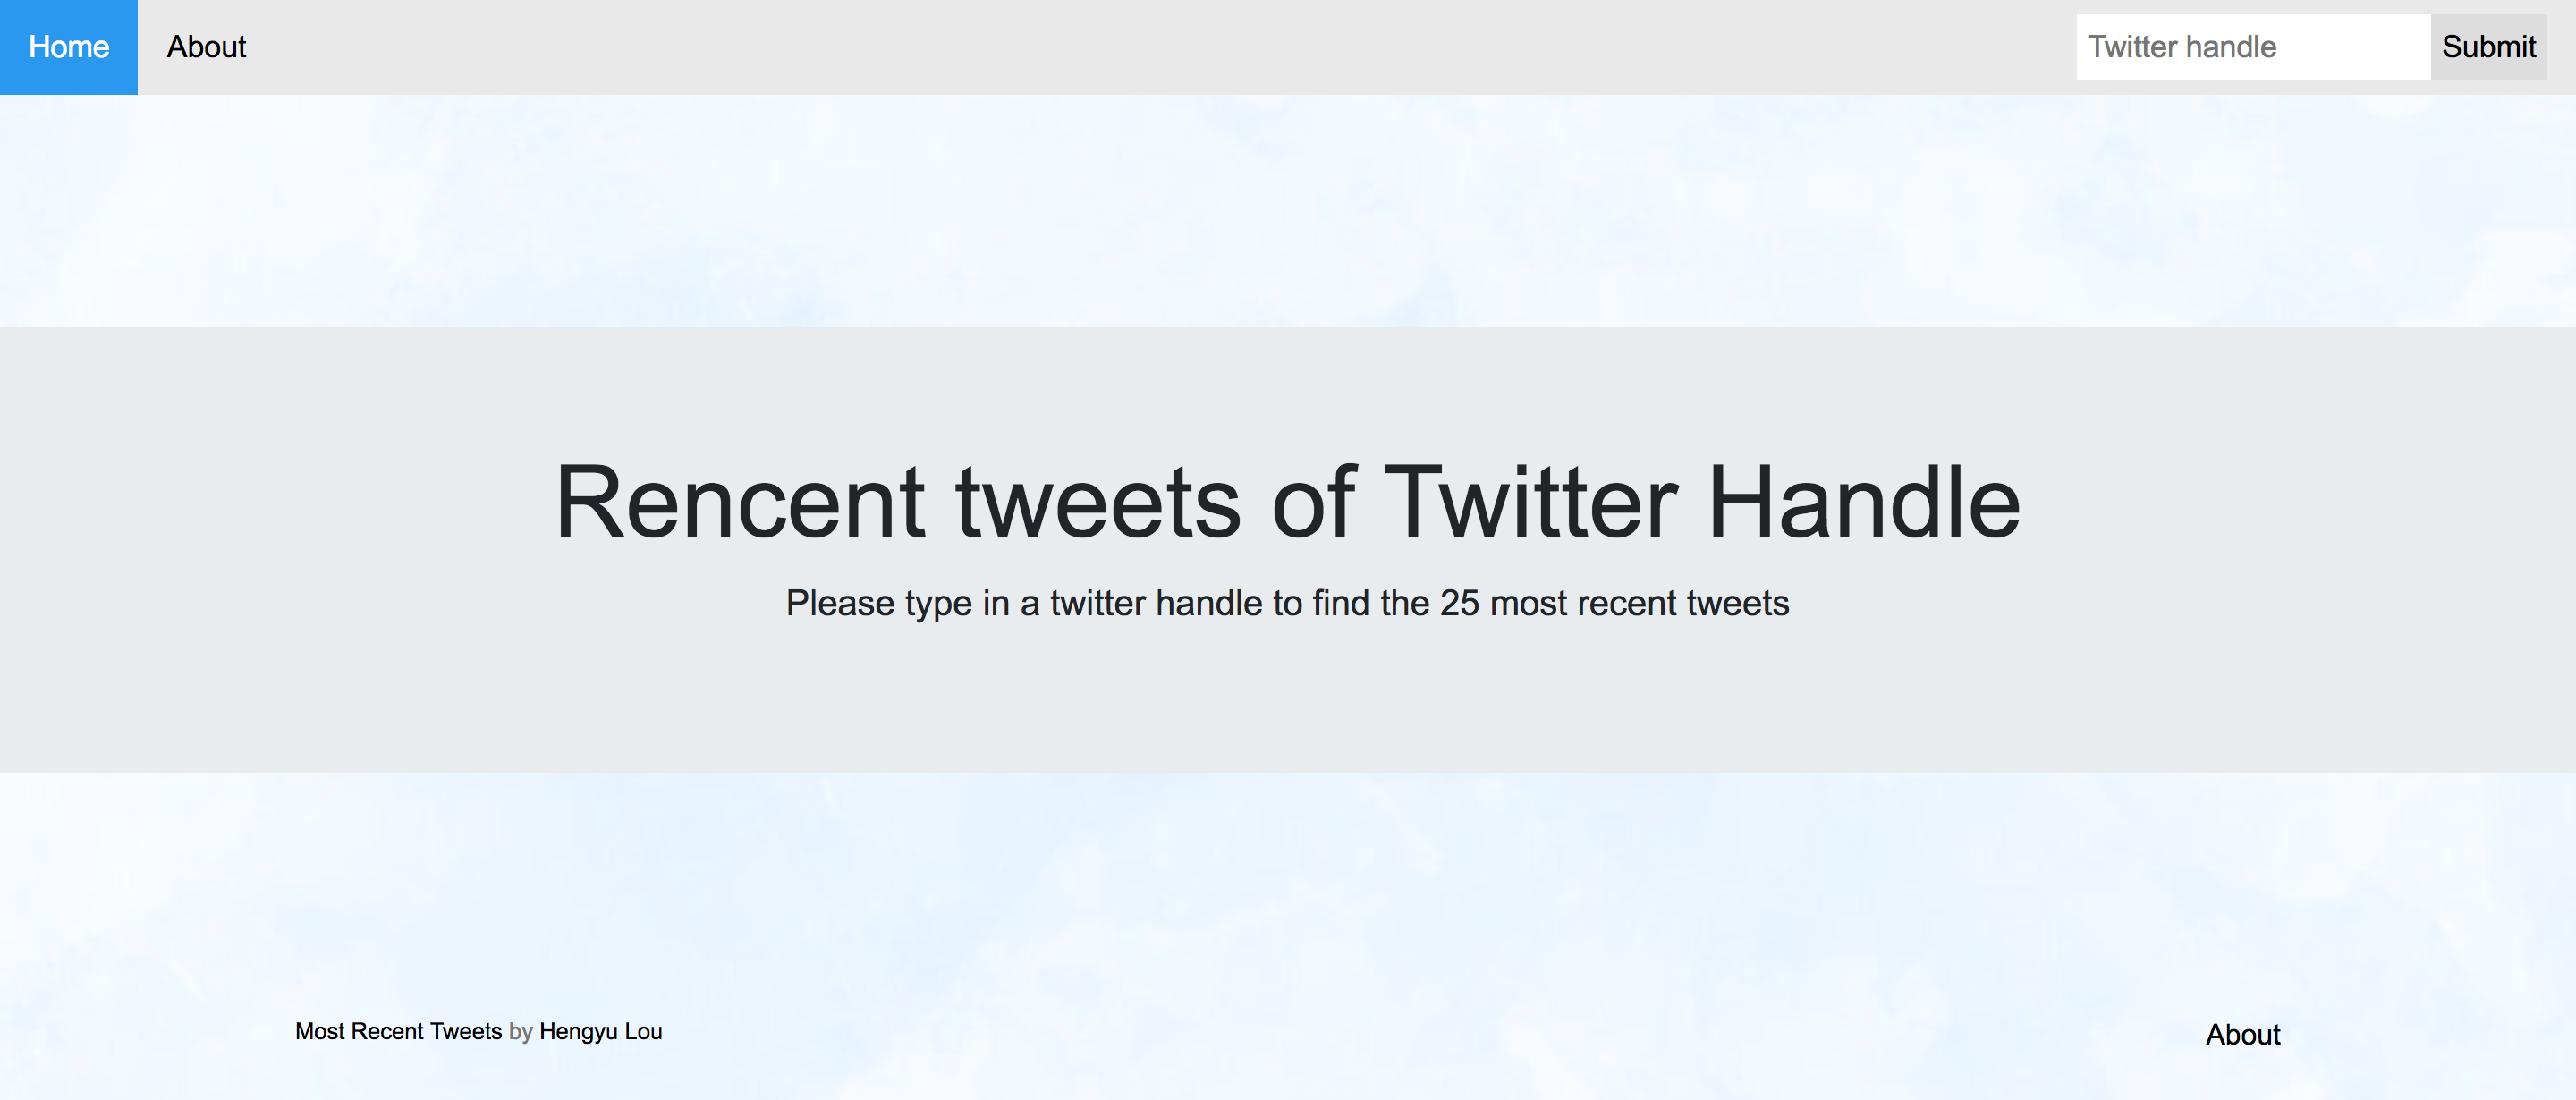 Home About Twitter handle Submit
Rencent tweets of Twitter Handle
Please type in a twitter handle to find the 25 most recent tweets
Most Recent Tweets by Hengyu Lou About